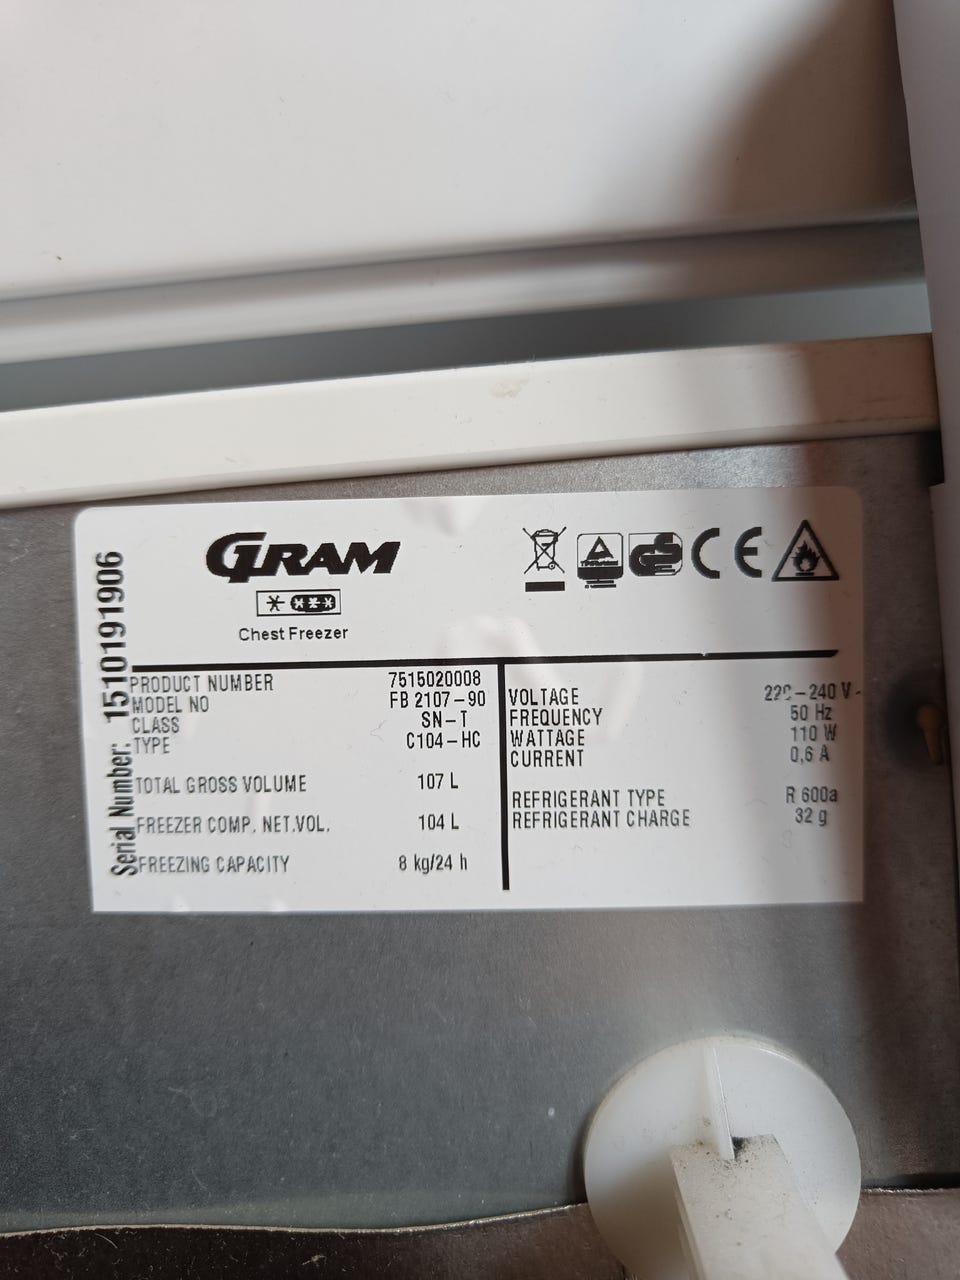 GRAM
Chest Freezer
Serial Number: 1510191906
PRODUCT NUMBER 7515020008
MODEL NO FB 2107-90
CLASS SN-T
TYPE C104-HC
TOTAL GROSS VOLUME 107 L
FREEZER COMP. NET.VOL. 104 L
FREEZING CAPACITY 8 kg/24 h
CE
VOLTAGE 220-240 V~
FREQUENCY 50 Hz
WATTAGE 110 W
CURRENT 0,6 A
REFRIGERANT TYPE R 600a
REFRIGERANT CHARGE 32 g